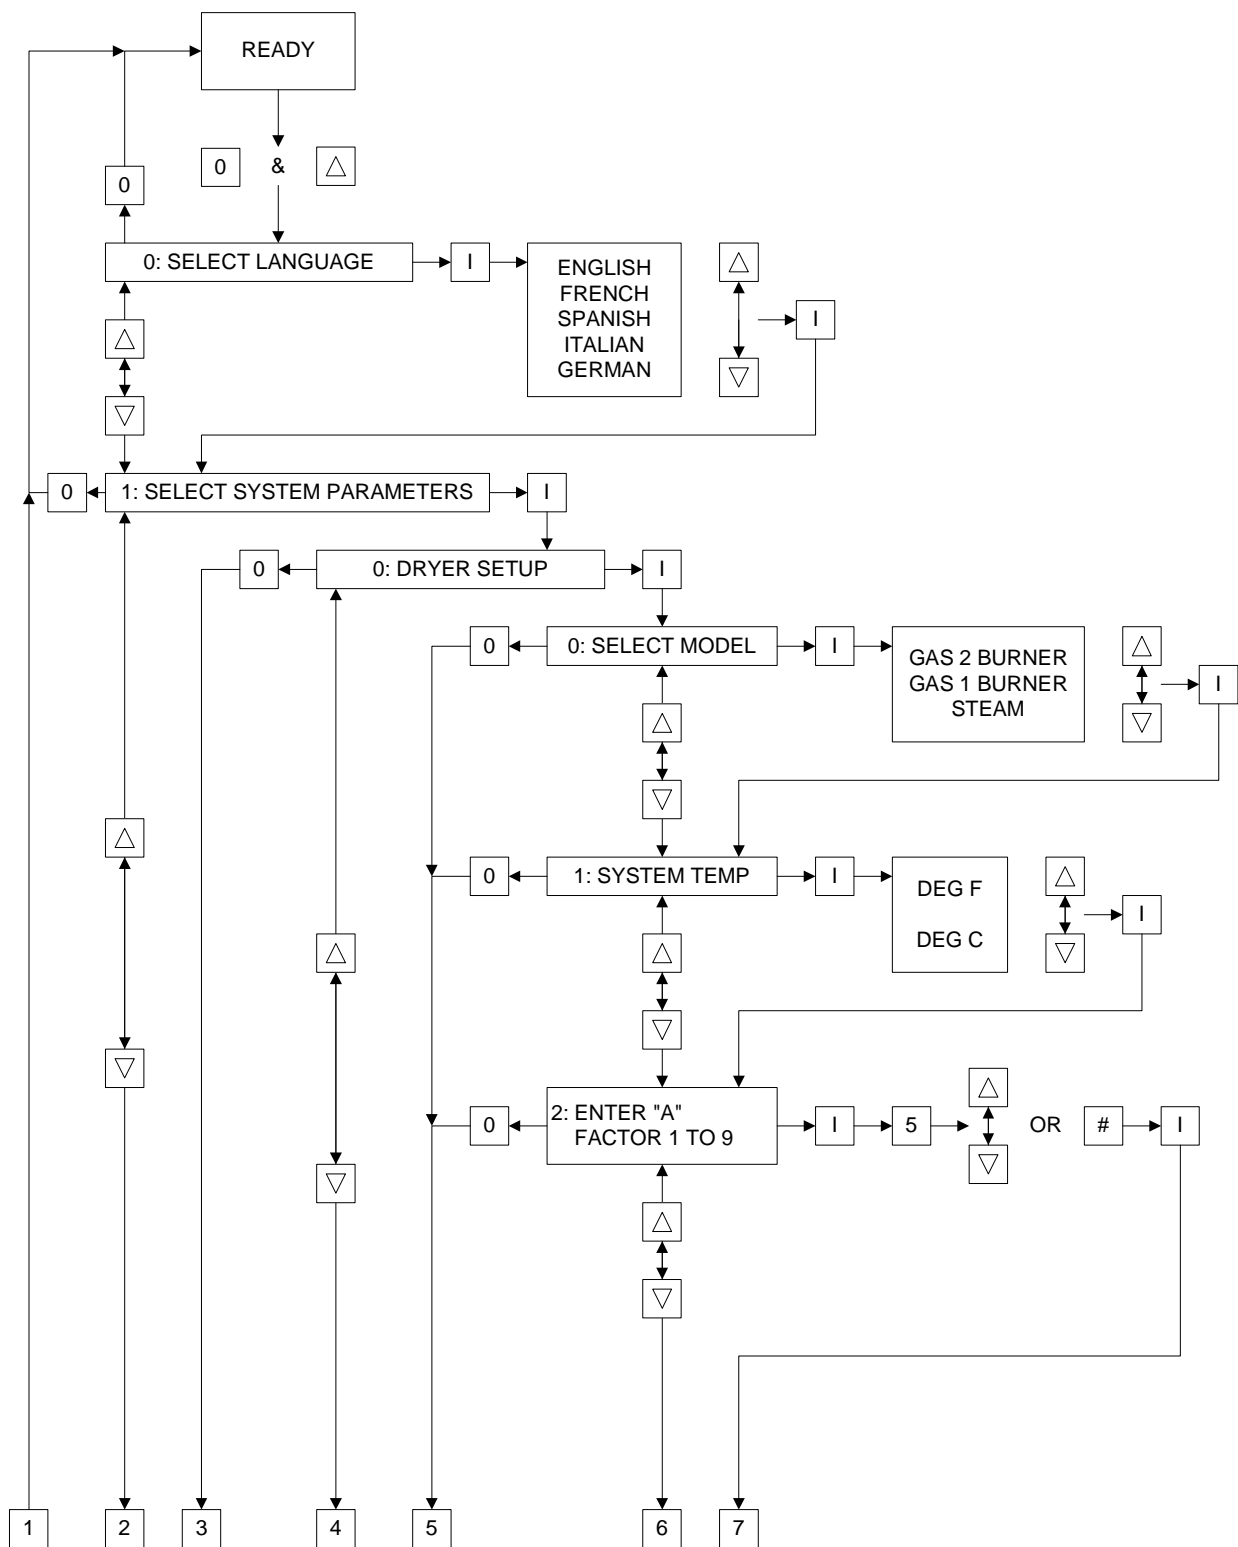 READY
0 & △
0
0: SELECT LANGUAGE
I
ENGLISH
FRENCH
SPANISH
ITALIAN
GERMAN
△
I
▽
△
▽
0
1: SELECT SYSTEM PARAMETERS
I
0
0: DRYER SETUP
I
0
0: SELECT MODEL
I
GAS 2 BURNER
GAS 1 BURNER
STEAM
△
I
▽
△
▽
△
0
1: SYSTEM TEMP
I
DEG F
DEG C
△
I
▽
△
△
▽
▽
0
2: ENTER "A"
FACTOR 1 TO 9
I
5
△
▽
OR
#
I
▽
△
▽
1
2
3
4
5
6
7